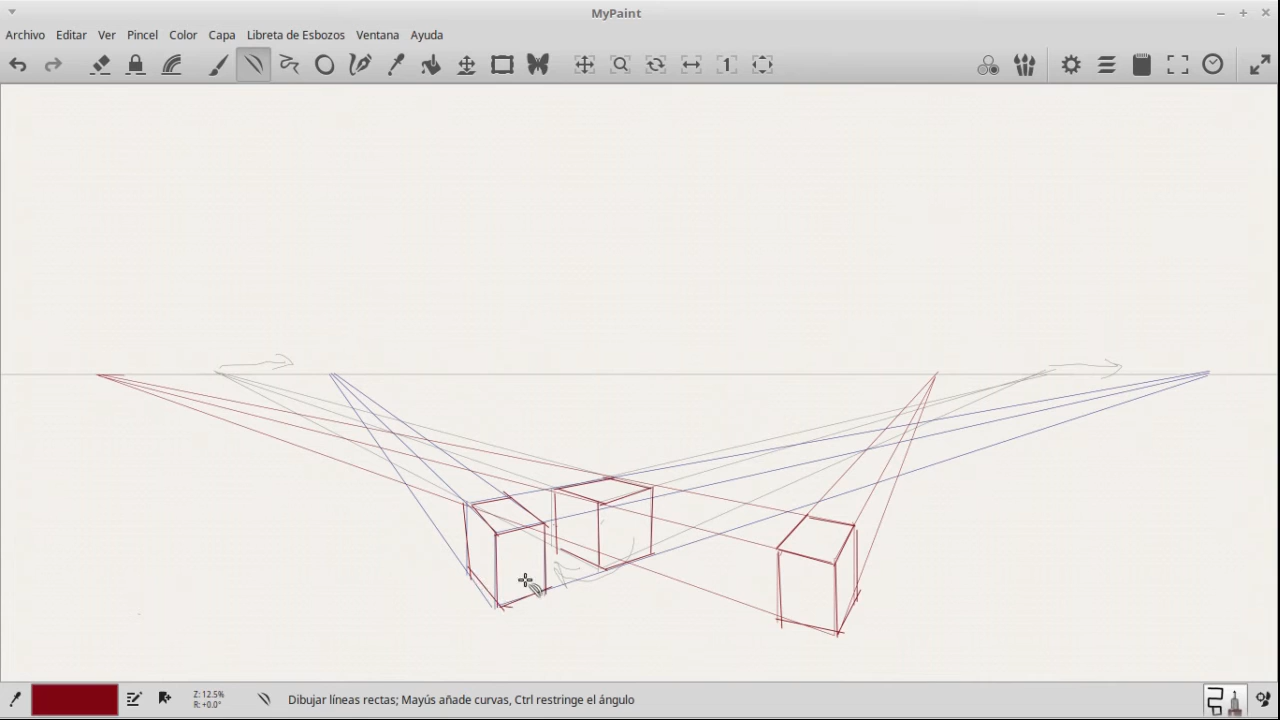 MyPaint
Archivo Editar Ver Pincel Color Capa Libreta de Esbozos Ventana Ayuda
1
Z: 12.5%
R: +0.0°
Dibujar líneas rectas; Mayús añade curvas, Ctrl restringe el ángulo